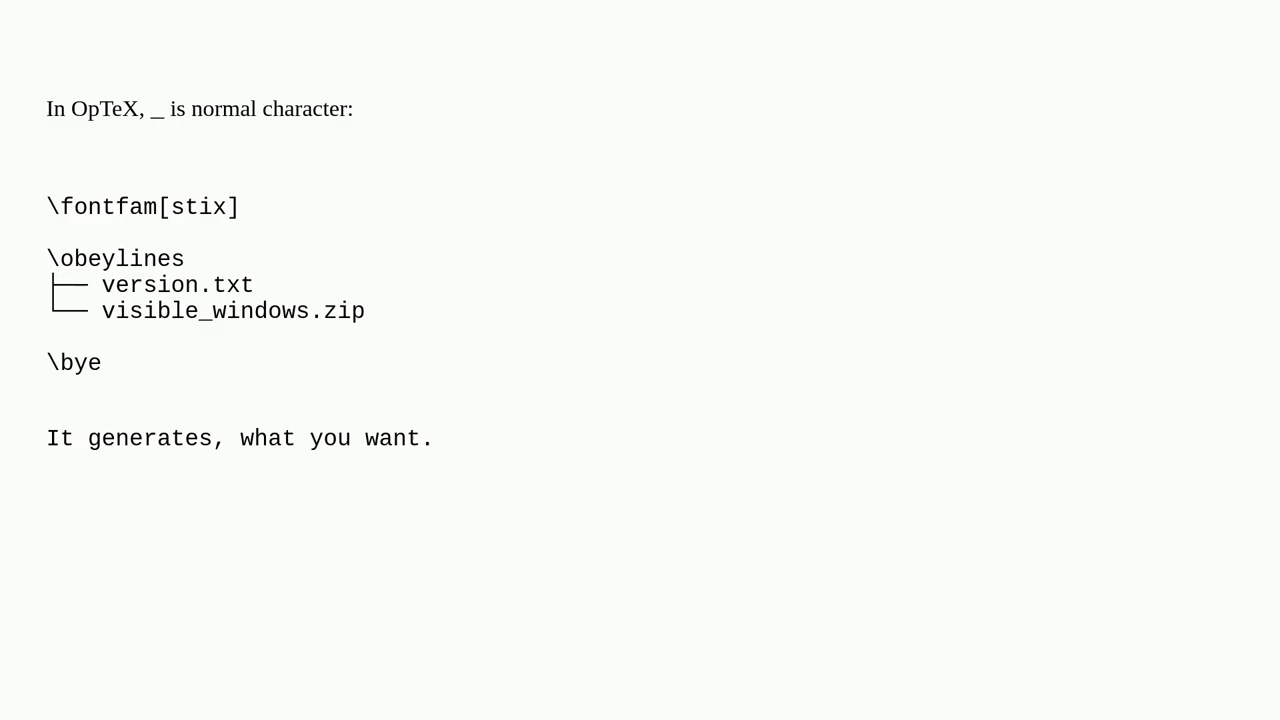 In OpTeX, _ is normal character:
\fontfam[stix]
\obeylines
├── version.txt
└── visible_windows.zip
\bye
It generates, what you want.